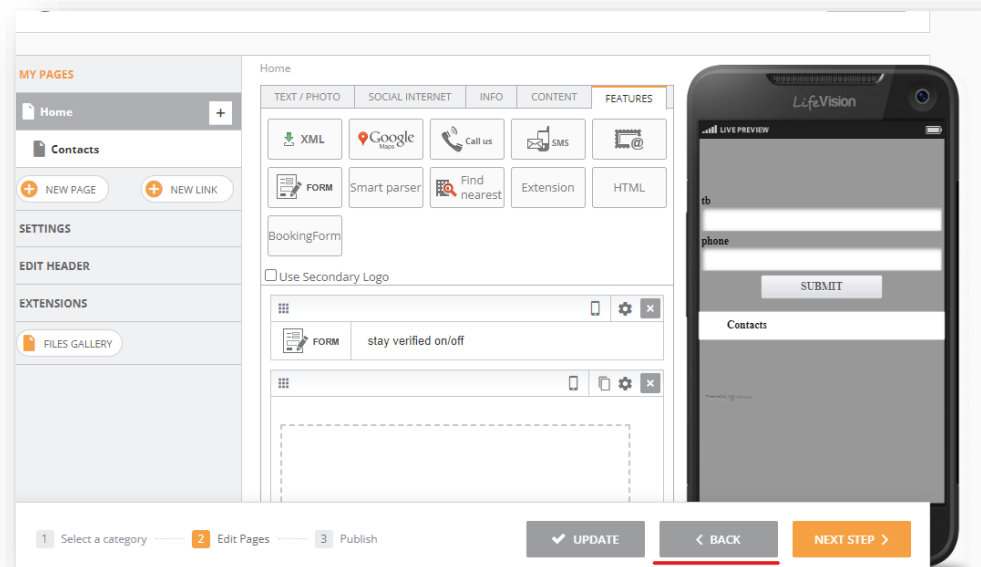 MY PAGES
Home
+
Contacts
NEW PAGE
NEW LINK
SETTINGS
EDIT HEADER
EXTENSIONS
FILES GALLERY
Home
TEXT / PHOTO
SOCIAL INTERNET
INFO
CONTENT
FEATURES
XML
Google
Maps
Call us
SMS
@
FORM
Smart parser
Find
nearest
Extension
HTML
BookingForm
Use Secondary Logo
FORM
stay verified on/off
LifeVision
LIVE PREVIEW
tb
phone
SUBMIT
Contacts
1 Select a category
2 Edit Pages
3 Publish
UPDATE
BACK
NEXT STEP